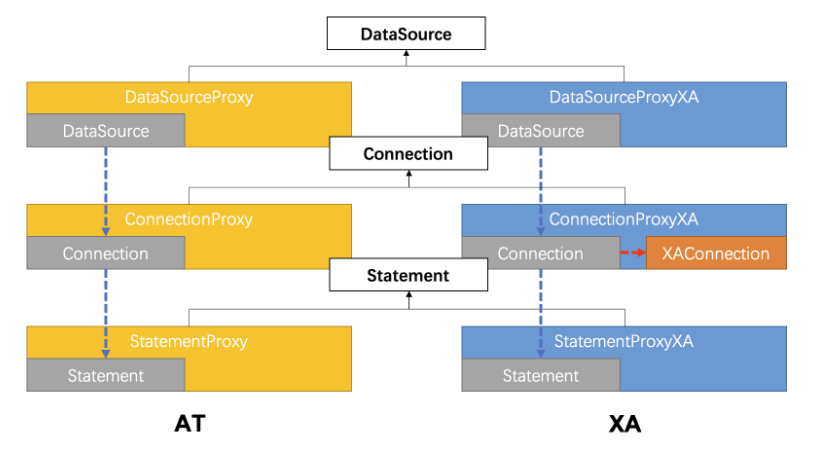 DataSource
DataSourceProxy
DataSourceProxyXA
DataSource
DataSource
Connection
ConnectionProxy
ConnectionProxyXA
Connection
Connection
XAConnection
Statement
StatementProxy
StatementProxyXA
Statement
Statement
AT
XA